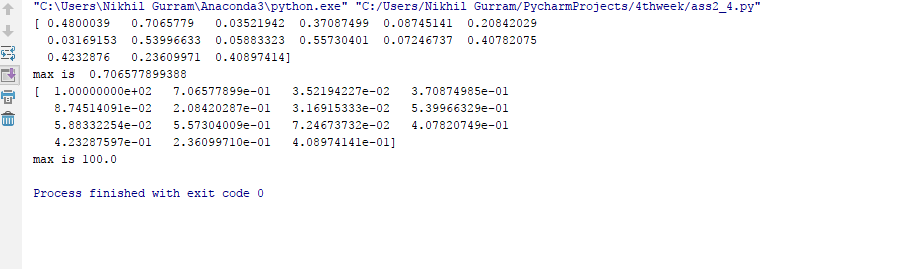 "C:\Users\Nikhil Gurram\Anaconda3\python.exe" "C:/Users/Nikhil Gurram/PycharmProjects/4thweek/ass2_4.py"
[ 0.4800039   0.7065779   0.03521942  0.37087499  0.08745141  0.20842029
  0.03169153  0.53996633  0.05883323  0.55730401  0.07246737  0.40782075
  0.4232876   0.23609971  0.40897414]
max is  0.706577899388
[  1.00000000e+02   7.06577899e-01   3.52194227e-02   3.70874985e-01
   8.74514091e-02   2.08420287e-01   3.16915333e-02   5.39966329e-01
   5.88332254e-02   5.57304009e-01   7.24673732e-02   4.07820749e-01
   4.23287597e-01   2.36099710e-01   4.08974141e-01]
max is 100.0
Process finished with exit code 0